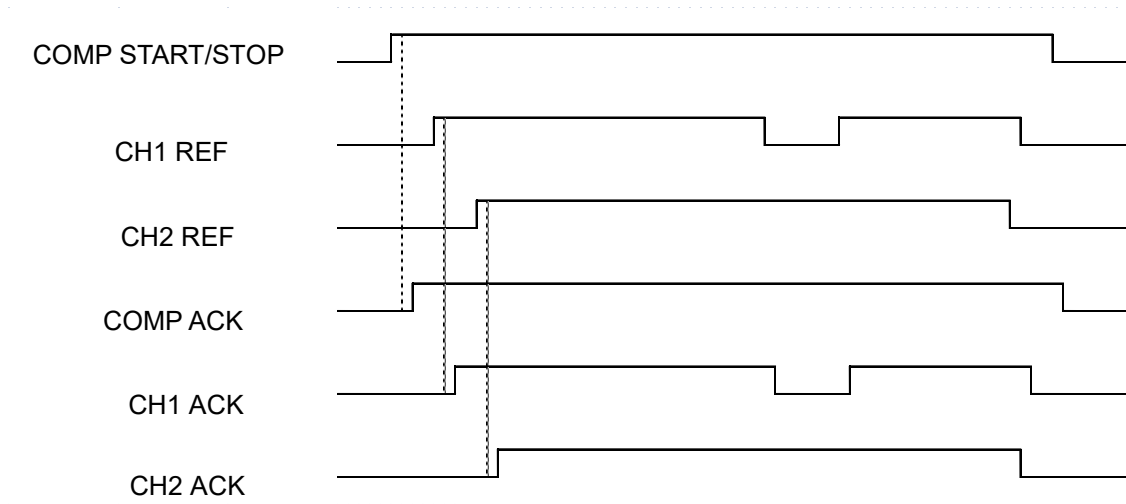 COMP START/STOP
CH1 REF
CH2 REF
COMP ACK
CH1 ACK
CH2 ACK